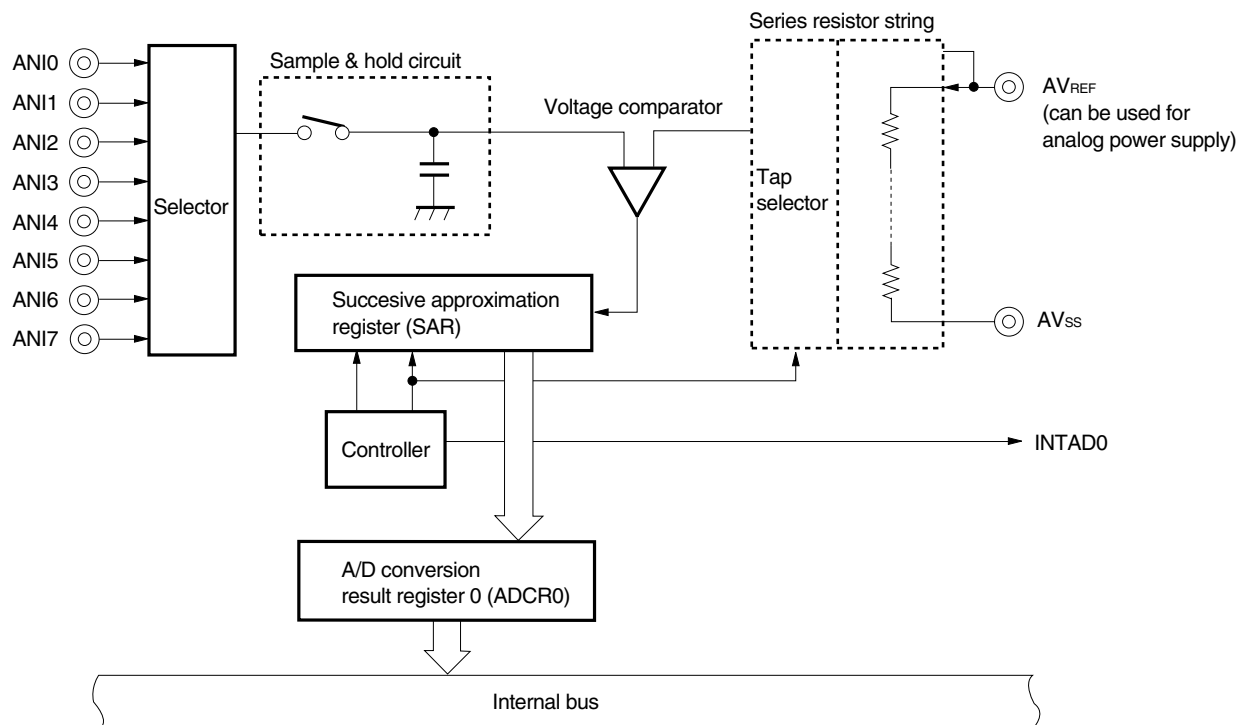 Series resistor string
ANI0
ANI1
ANI2
ANI3
ANI4
ANI5
ANI6
ANI7
Selector
Sample & hold circuit
Voltage comparator
Tap
selector
AVREF
(can be used for
analog power supply)
AVSS
Succesive approximation
register (SAR)
Controller
INTAD0
A/D conversion
result register 0 (ADCR0)
Internal bus